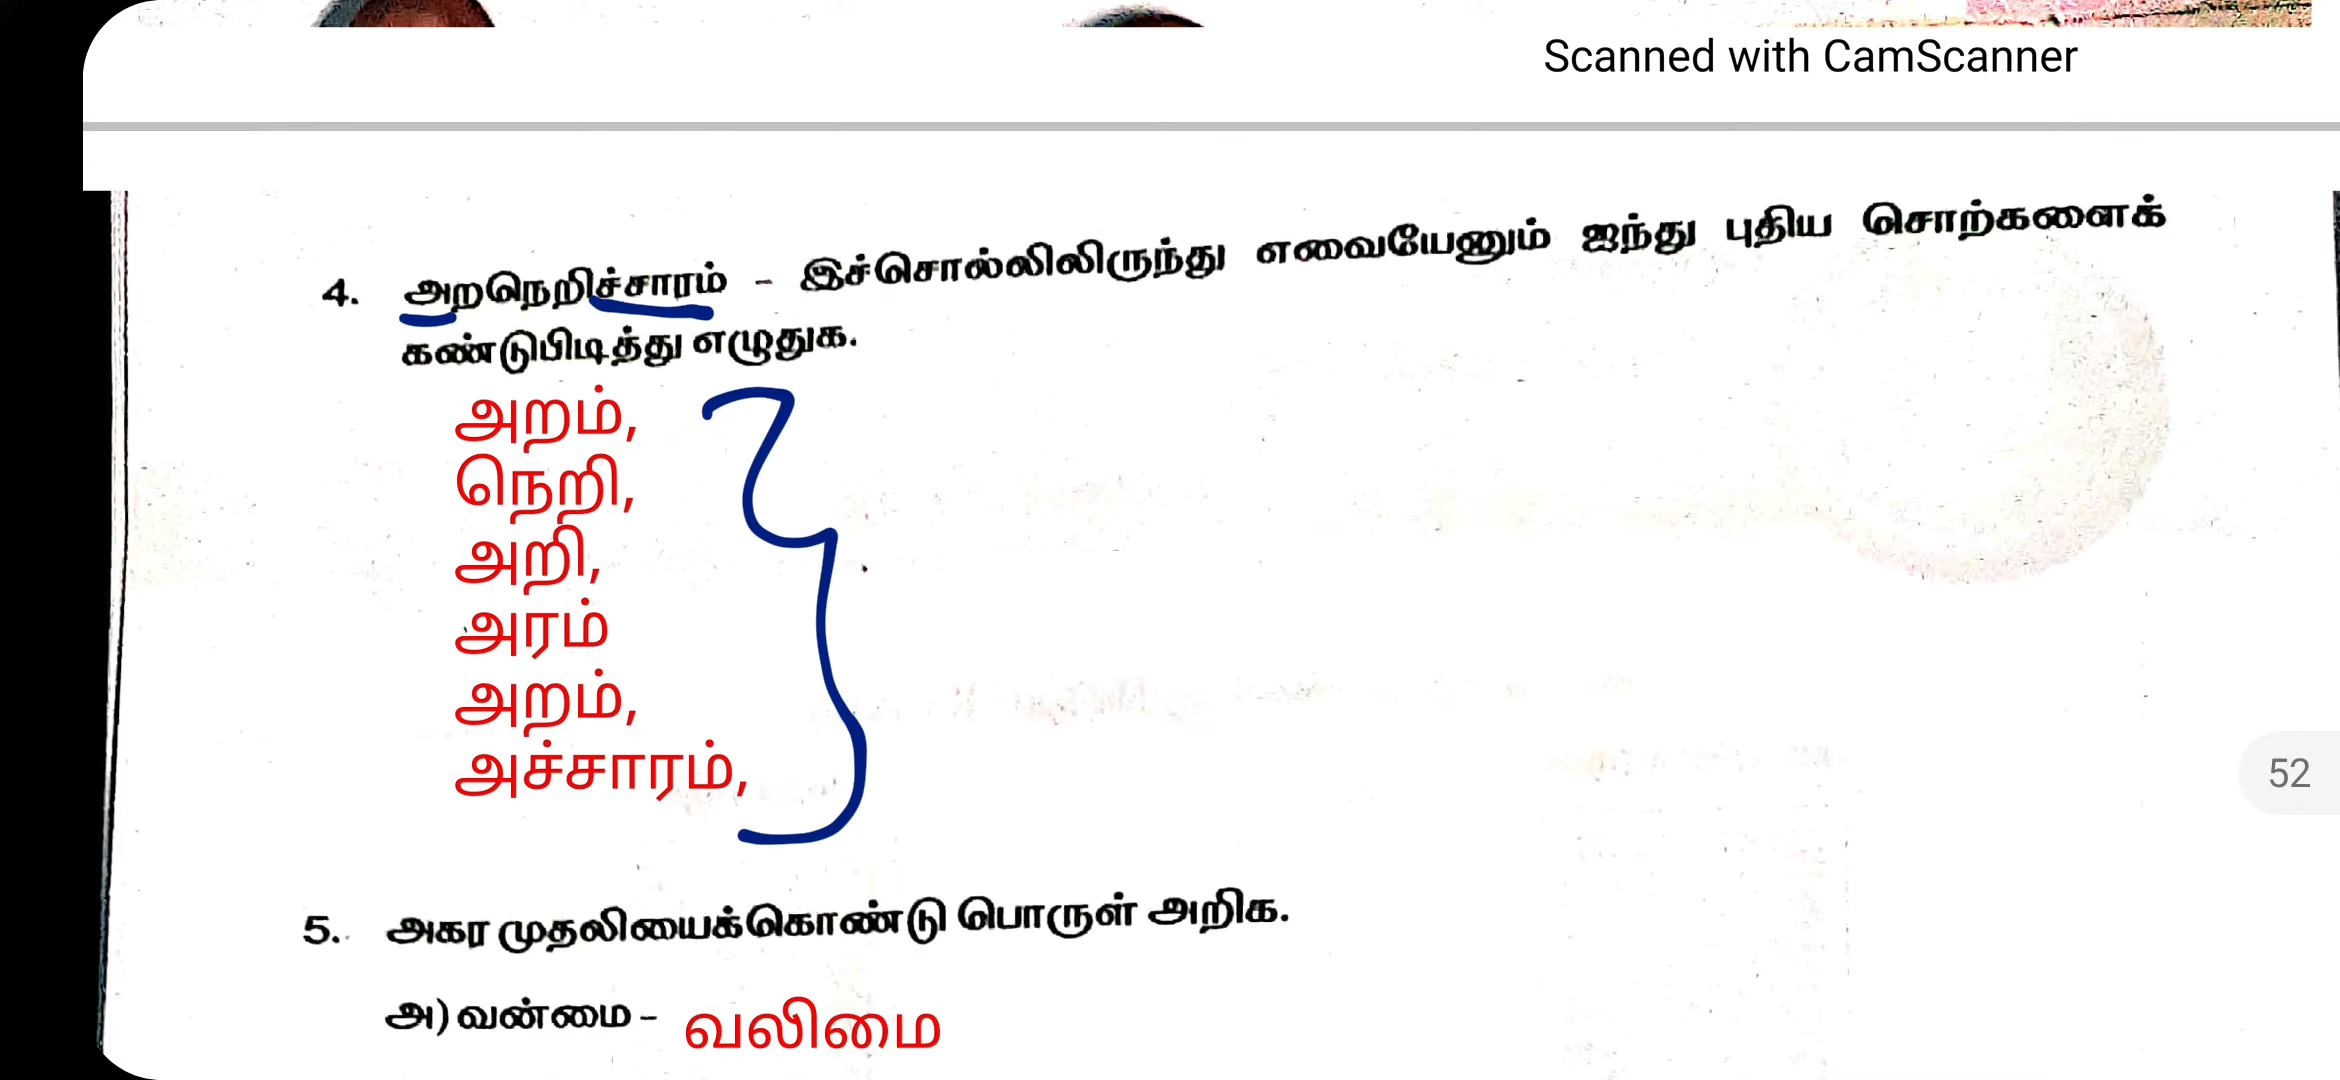 Scanned with CamScanner
4. அறநெறிச்சாரம் - இச்சொல்லிலிருந்து எவையேனும் ஐந்து புதிய சொற்களைக்
கண்டுபிடித்து எழுதுக.
அறம்,
நெறி,
அறி,
அரம்
அறம்,
அச்சாரம்,
52
5. அகர முதலியைக்கொண்டு பொருள் அறிக.
அ) வன்மை - வலிமை